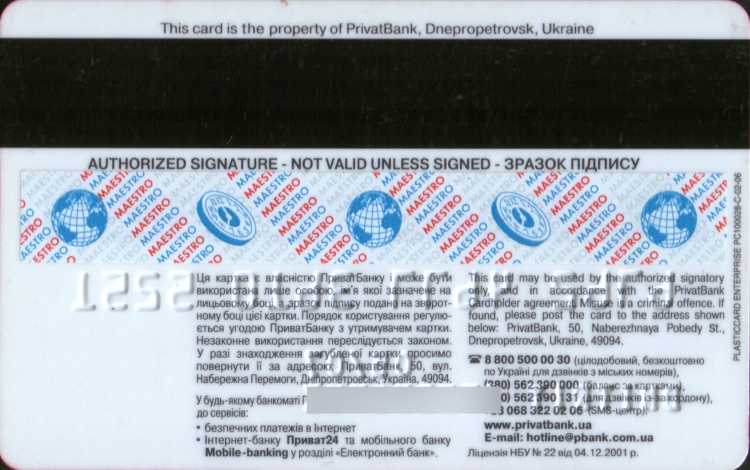 This card is the property of PrivatBank, Dnepropetrovsk, Ukraine
AUTHORIZED SIGNATURE - NOT VALID UNLESS SIGNED - ЗРАЗОК ПІДПИСУ
MAESTRO MAESTRO MAESTRO MAESTRO MAESTRO
Ця картка є власністю ПриватБанку і може бути
використана лише особою, ім'я якої зазначене на
лицьовому боці, а зразок підпису подано на зворот-
ному боці цієї картки. Порядок користування регулю-
ється угодою ПриватБанку з утримувачем картки.
Незаконне використання переслідується законом.
У разі знаходження загубленої картки просимо
повернути її за адресою: 50, вул.
Набережна Перемоги, Дніпропетровськ, Україна, 49094.
У будь-якому банкоматі
до сервісів:
• безпечних платежів в Інтернет
• Інтернет-банку Приват24 та мобільного банку
Mobile-banking у розділі «Електронний банк».
This card may be used by the authorized signatory
only, and in accordance with the PrivatBank
Cardholder agreement. Misuse is a criminal offence. If
found, please post the card to the address shown
below: PrivatBank, 50, Naberezhnaya Pobedy St.,
Dnepropetrovsk, Ukraine, 49094.
☎ 8 800 500 00 30 (цілодобовий, безкоштовно
по Україні для дзвінків з міських номерів),
(380) 562 390 000 (баланс за картками),
562 390 131 (для дзвінків із-за кордону),
068 322 02 05 (SMS-центр).
www.privatbank.ua
E-mail: hotline@pbank.com.ua
Ліцензія НБУ № 22 від 04.12.2001 р.
PLASTICCARD ENTERPRISE PC100028-C-02-06